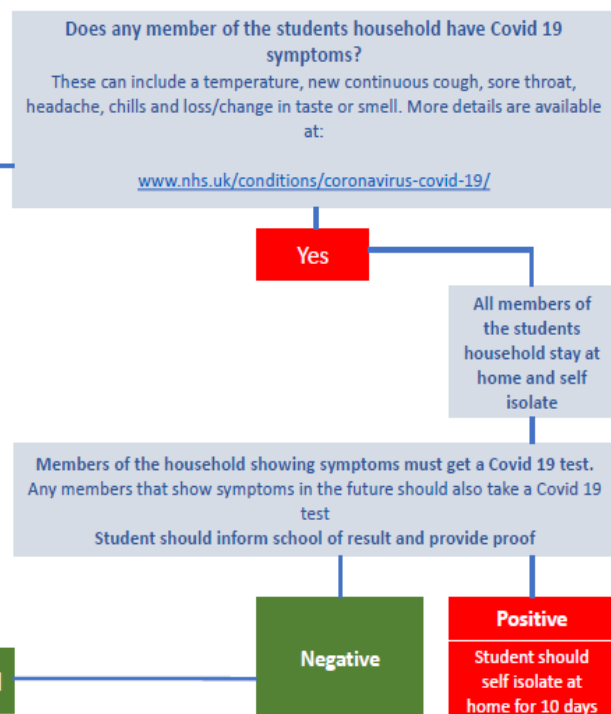 Does any member of the students household have Covid 19
symptoms?
These can include a temperature, new continuous cough, sore throat,
headache, chills and loss/change in taste or smell. More details are available
at:
www.nhs.uk/conditions/coronavirus-covid-19/
Yes
All members of
the students
household stay at
home and self
isolate
Members of the household showing symptoms must get a Covid 19 test.
Any members that show symptoms in the future should also take a Covid 19
test
Student should inform school of result and provide proof
Negative
Positive
Student should
self isolate at
home for 10 days